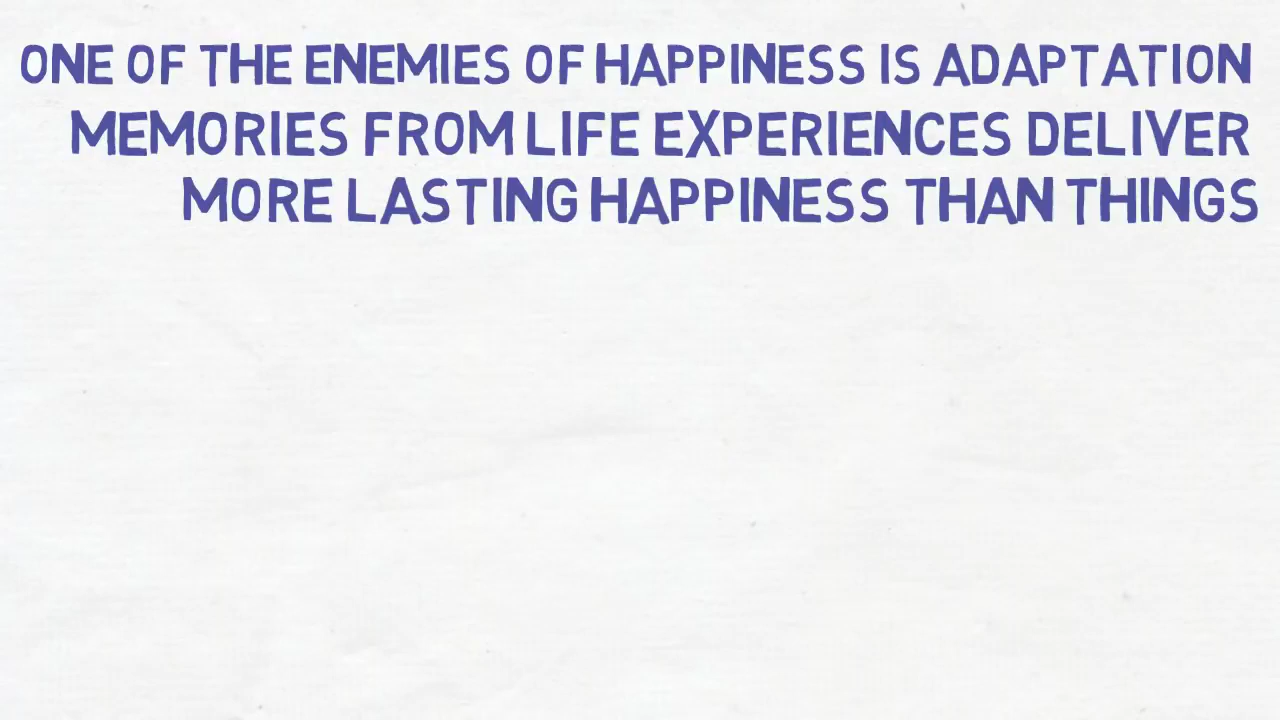 ONE OF THE ENEMIES OF HAPPINESS IS ADAPTATION
MEMORIES FROM LIFE EXPERIENCES DELIVER
MORE LASTING HAPPINESS THAN THINGS